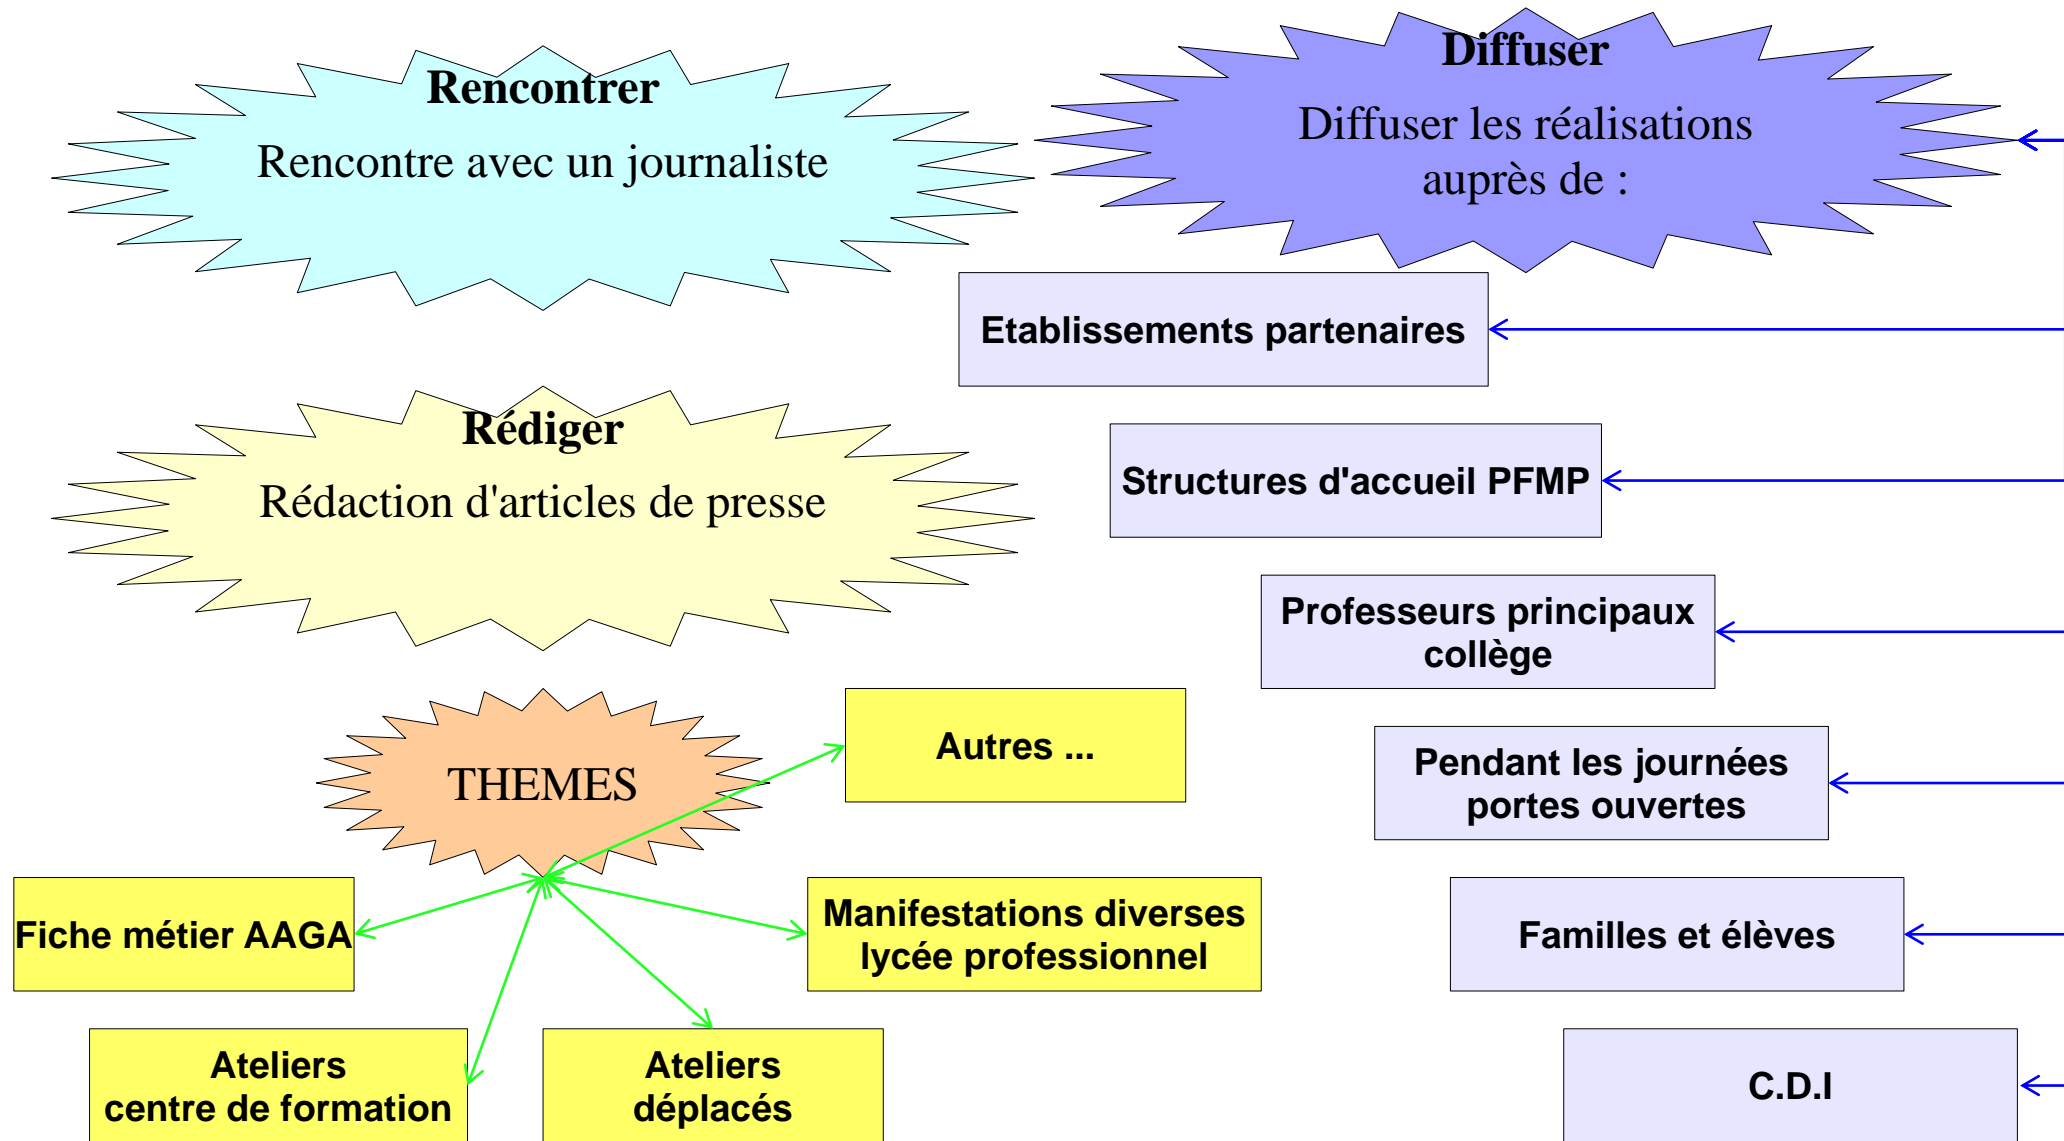 Rencontrer
Rencontre avec un journaliste
Diffuser
Diffuser les réalisations
auprès de :
Etablissements partenaires
Rédiger
Rédaction d'articles de presse
Structures d'accueil PFMP
Professeurs principaux
collège
THEMES
Autres ...
Pendant les journées
portes ouvertes
Fiche métier AAGA
Manifestations diverses
lycée professionnel
Familles et élèves
Ateliers
centre de formation
Ateliers
déplacés
C.D.I